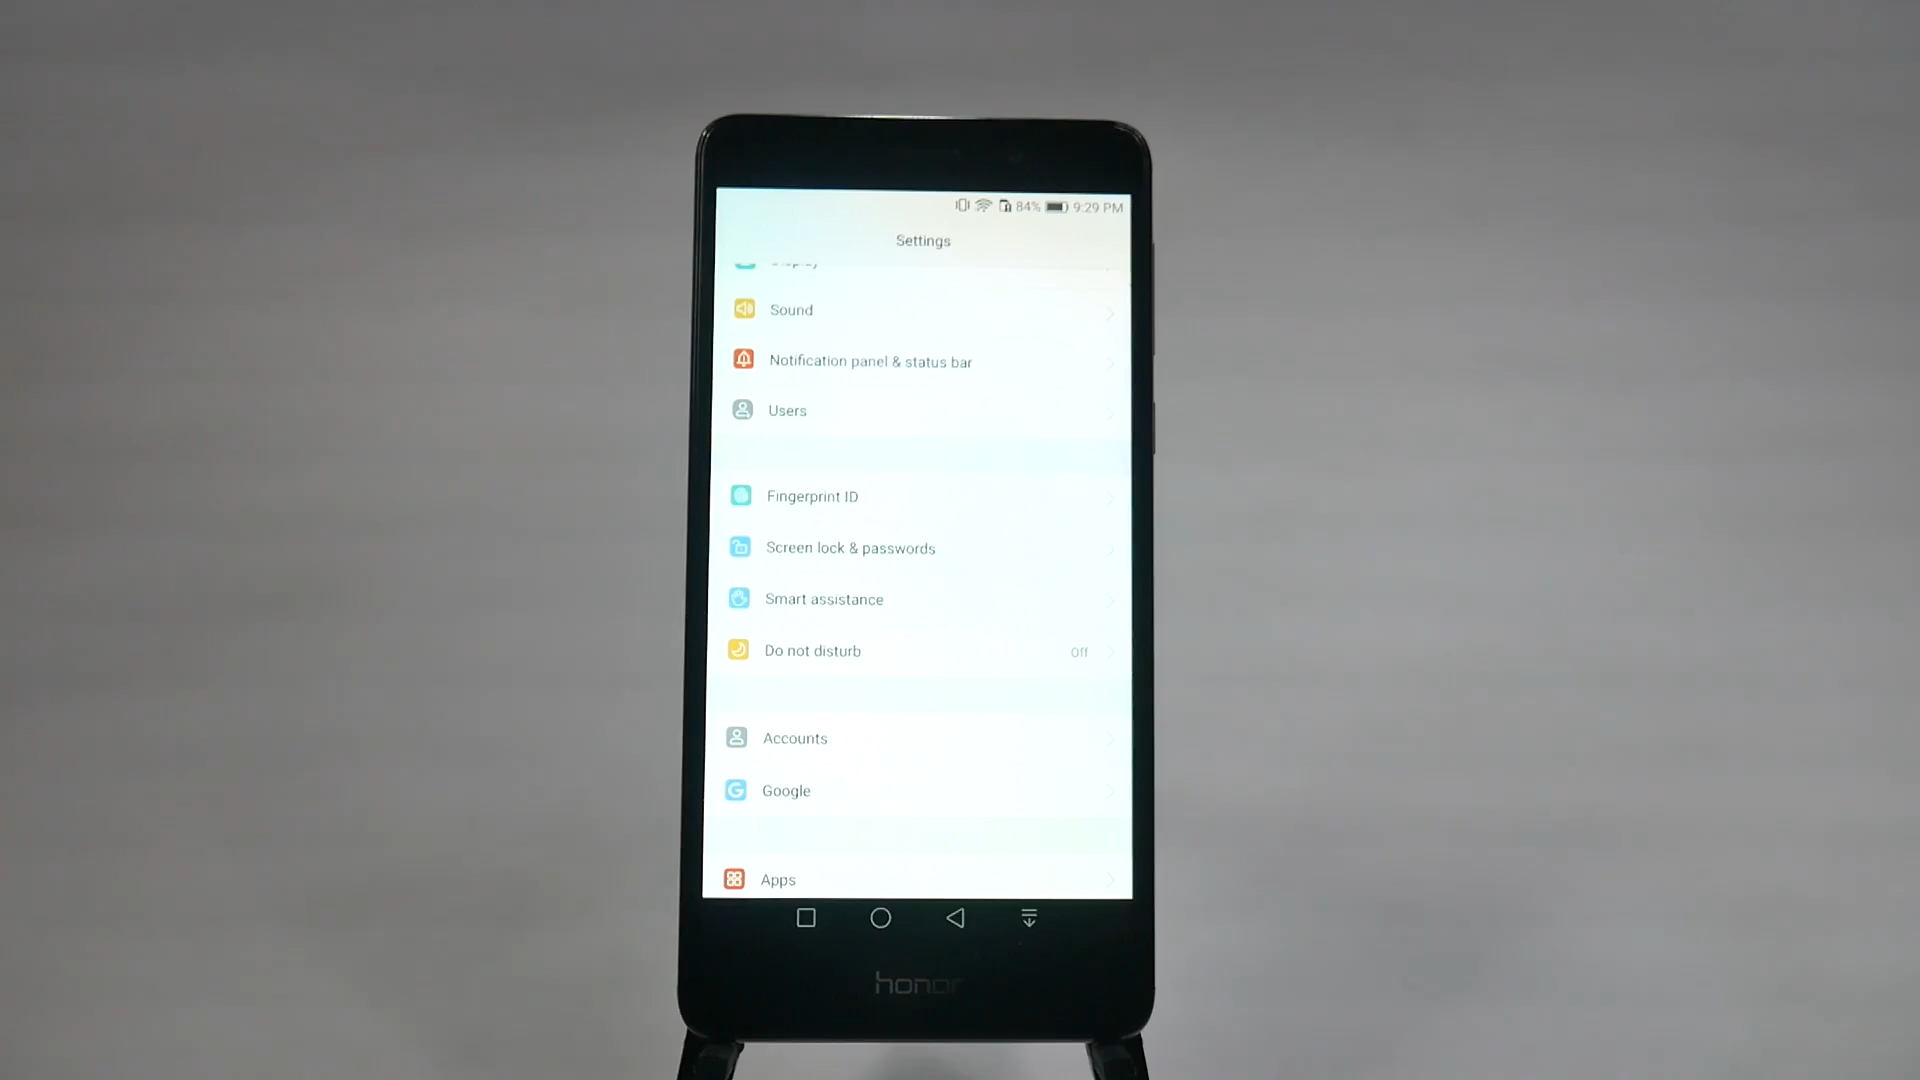 84% 9:29 PM
Settings
Display
Sound
Notification panel & status bar
Users
Fingerprint ID
Screen lock & passwords
Smart assistance
Do not disturb Off
Accounts
Google
Apps
honor